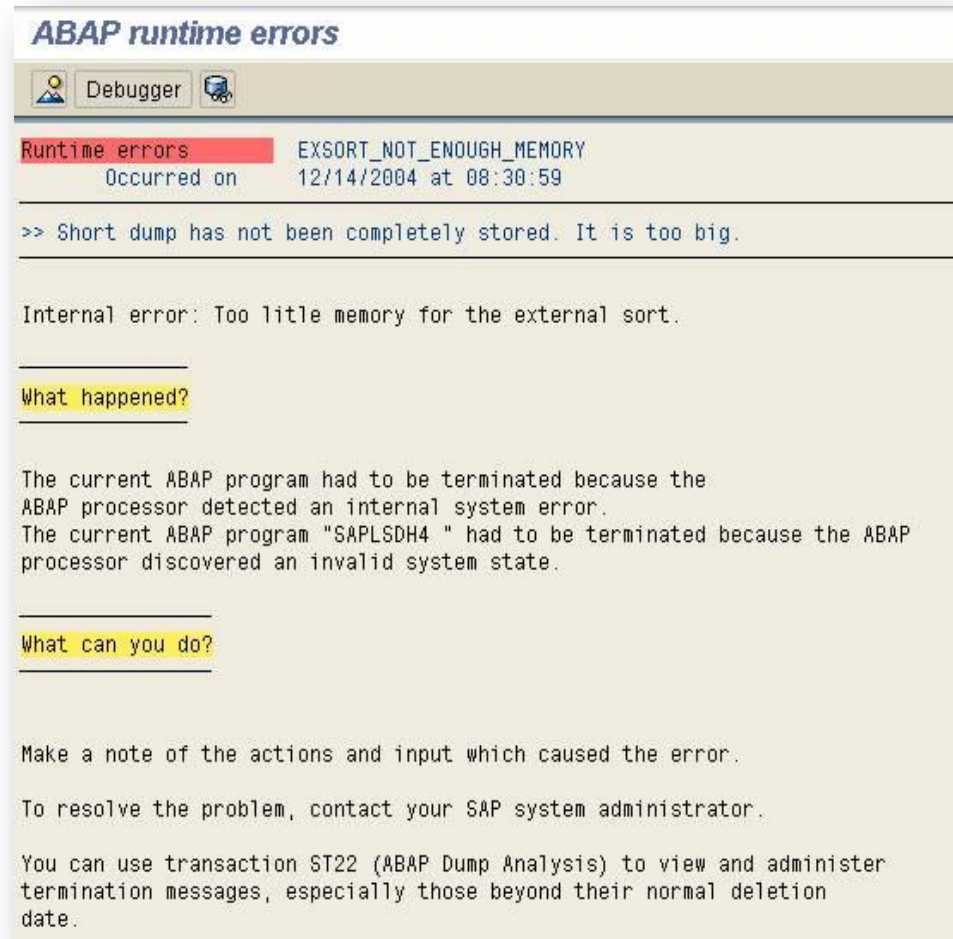 ABAP runtime errors
Debugger
Runtime errors EXSORT_NOT_ENOUGH_MEMORY
Occurred on 12/14/2004 at 08:30:59
>> Short dump has not been completely stored. It is too big.
Internal error: Too litle memory for the external sort.
What happened?
The current ABAP program had to be terminated because the
ABAP processor detected an internal system error.
The current ABAP program "SAPLSDH4 " had to be terminated because the ABAP
processor discovered an invalid system state.
What can you do?
Make a note of the actions and input which caused the error.
To resolve the problem, contact your SAP system administrator.
You can use transaction ST22 (ABAP Dump Analysis) to view and administer
termination messages, especially those beyond their normal deletion
date.